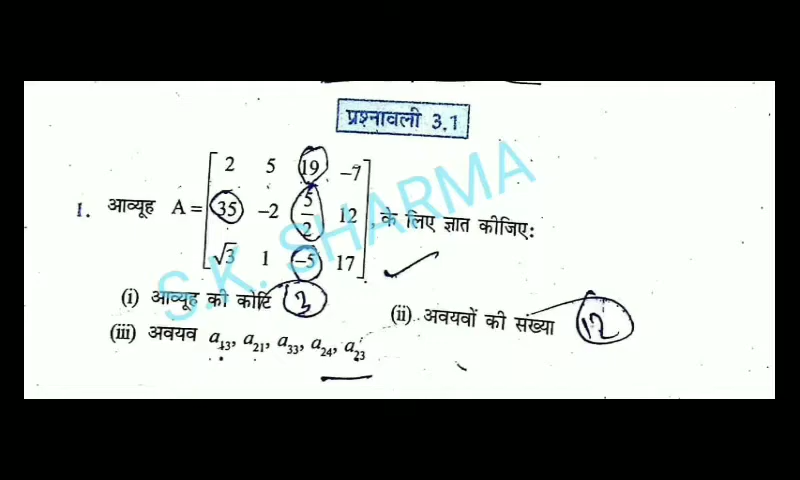 प्रश्नावली 3.1
1. आव्यूह A = [2 5 19 -7
35 -2 5/2 12
√3 1 -5 17], के लिए ज्ञात कीजिए:
(i) आव्यूह की कोटि 3
(ii) अवयवों की संख्या 12
(iii) अवयव a13, a21, a33, a24, a23
S.K. SHARMA